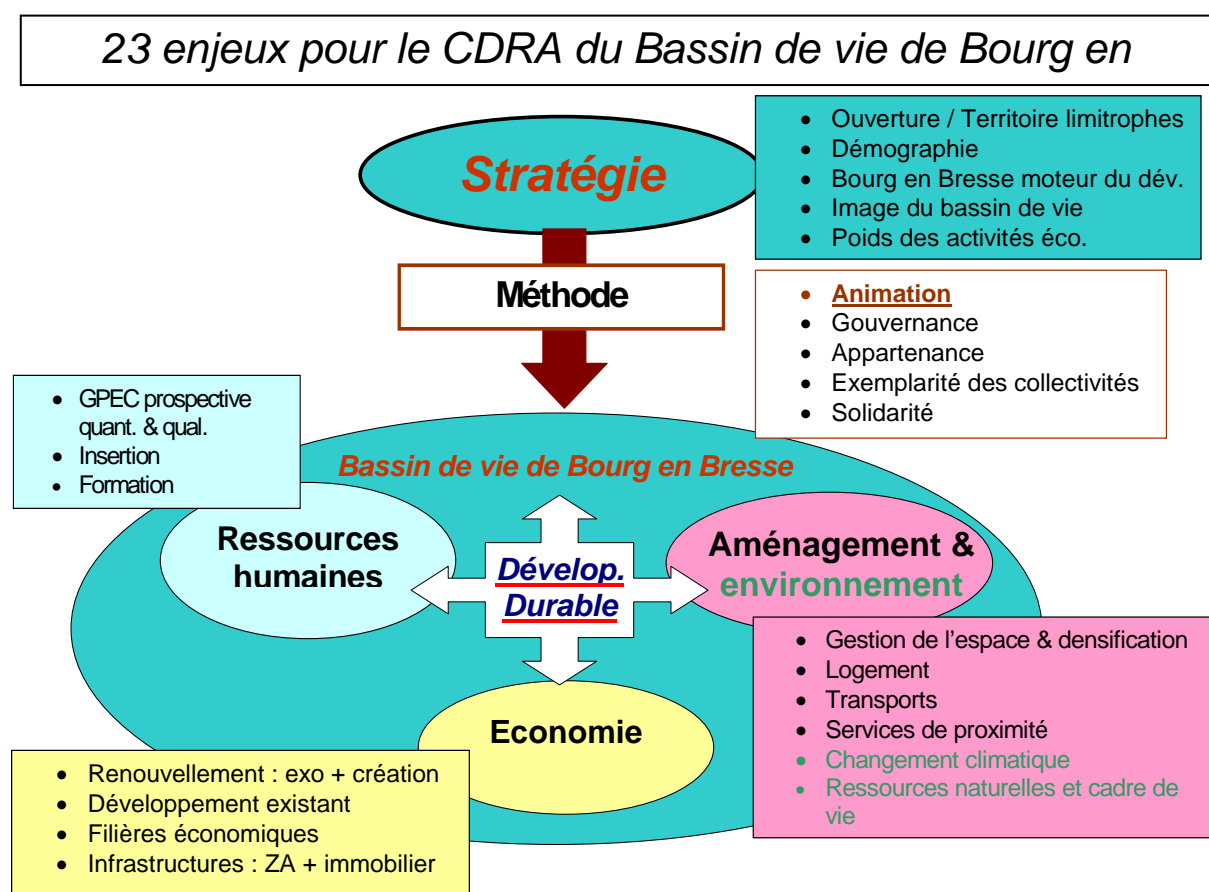 23 enjeux pour le CDRA du Bassin de vie de Bourg en
Stratégie
• Ouverture / Territoire limitrophes
• Démographie
• Bourg en Bresse moteur du dév.
• Image du bassin de vie
• Poids des activités éco.
Méthode
• Animation
• Gouvernance
• Appartenance
• Exemplarité des collectivités
• Solidarité
• GPEC prospective
quant. & qual.
• Insertion
• Formation
Bassin de vie de Bourg en Bresse
Ressources
humaines
Dévelop.
Durable
Aménagement &
environnement
• Gestion de l’espace & densification
• Logement
• Transports
• Services de proximité
• Changement climatique
• Ressources naturelles et cadre de
vie
Economie
• Renouvellement : exo + création
• Développement existant
• Filières économiques
• Infrastructures : ZA + immobilier